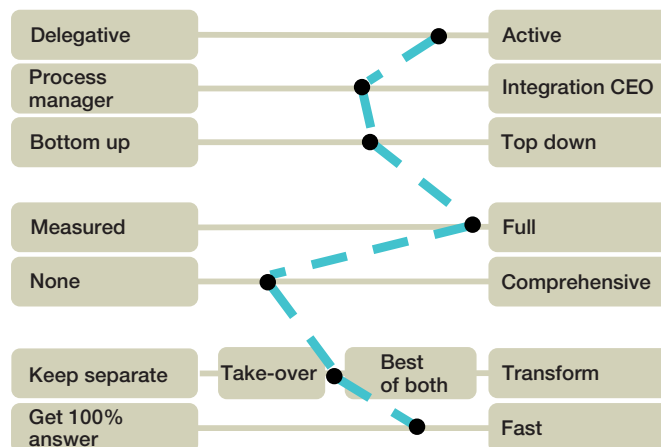 Delegative
Active
Process
manager
Integration CEO
Bottom up
Top down
Measured
Full
None
Comprehensive
Keep separate
Take-over
Best
of both
Transform
Get 100%
answer
Fast